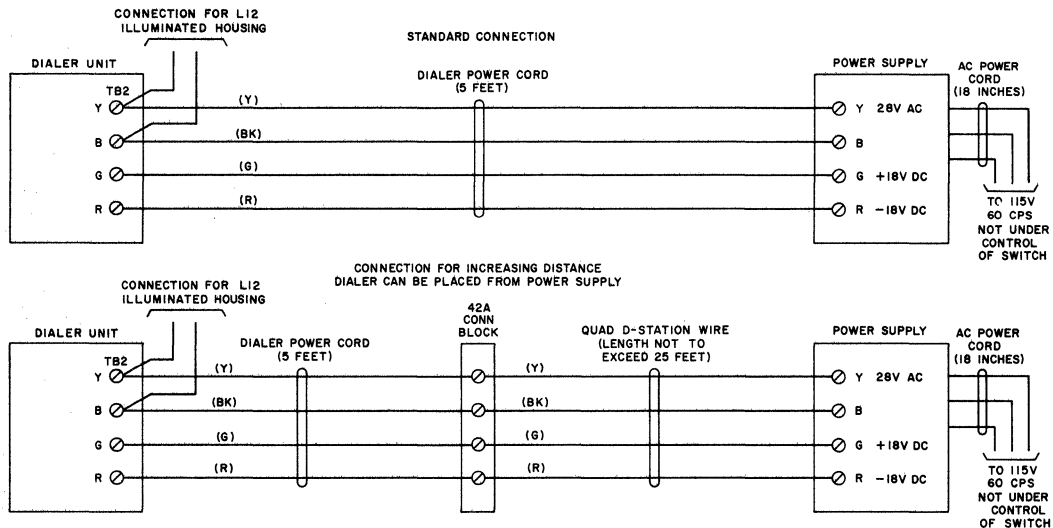 CONNECTION FOR L12
ILLUMINATED HOUSING
STANDARD CONNECTION
DIALER UNIT
DIALER POWER CORD
(5 FEET)
POWER SUPPLY
AC POWER
CORD
(18 INCHES)
TB2
Y (Y) Y 28V AC
B (BK) B
G (G) G +18V DC
R (R) R -18V DC
TO 115V
60 CPS
NOT UNDER
CONTROL
OF SWITCH
CONNECTION FOR INCREASING DISTANCE
DIALER CAN BE PLACED FROM POWER SUPPLY
CONNECTION FOR L12
ILLUMINATED HOUSING
DIALER UNIT
DIALER POWER CORD
(5 FEET)
42A
CONN
BLOCK
QUAD D-STATION WIRE
(LENGTH NOT TO
EXCEED 25 FEET)
POWER SUPPLY
AC POWER
CORD
(18 INCHES)
TB2
Y (Y) (Y) Y 28V AC
B (BK) (BK) B
G (G) (G) G +18V DC
R (R) (R) R -18V DC
TO 115V
60 CPS
NOT UNDER
CONTROL
OF SWITCH